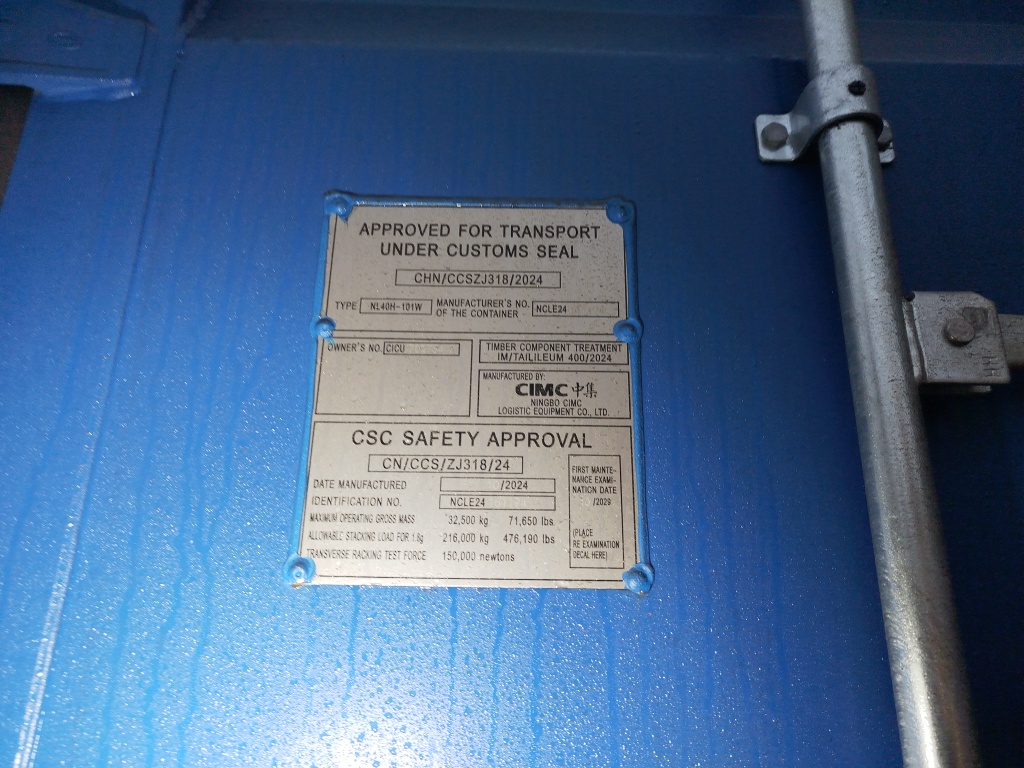 APPROVED FOR TRANSPORT
UNDER CUSTOMS SEAL
CHN/CCSZJ318/2024
TYPE NL40H-101W MANUFACTURER'S NO. OF THE CONTAINER NCLE24
OWNER'S NO. CICU
TIMBER COMPONENT TREATMENT
IM/TAILILEUM 400/2024
MANUFACTURED BY:
CIMC 中集
NINGBO CIMC
LOGISTIC EQUIPMENT CO., LTD.
CSC SAFETY APPROVAL
CN/CCS/ZJ318/24
DATE MANUFACTURED /2024
IDENTIFICATION NO. NCLE24
MAXIMUM OPERATING GROSS MASS 32,500 kg 71,650 lbs
ALLOWABLE STACKING LOAD FOR 1.8g 216,000 kg 476,190 lbs
TRANSVERSE RACKING TEST FORCE 150,000 newtons
FIRST MAINTE-
NANCE EXAMI-
NATION DATE
/2029
(PLACE
RE EXAMINATION
DECAL HERE)